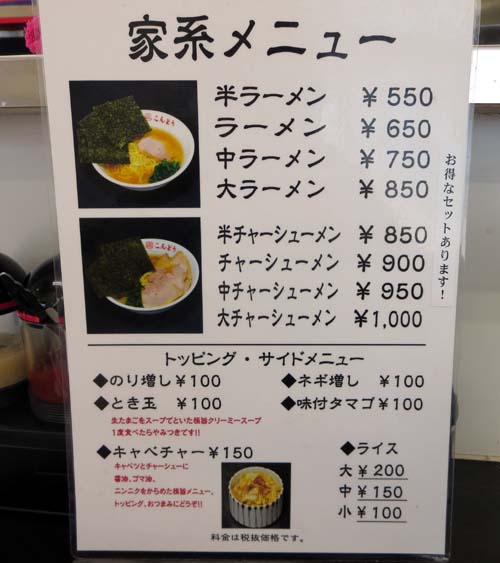 家系メニュー
こんどう
半ラーメン ¥550
ラーメン ¥650
中ラーメン ¥750
大ラーメン ¥850
お得なセットあります!
こんどう
半チャーシューメン ¥850
チャーシューメン ¥900
中チャーシューメン ¥950
大チャーシューメン ¥1,000
トッピング・サイドメニュー
◆のり増し ¥100
◆ネギ増し ¥100
◆とき玉 ¥100
◆味付タマゴ ¥100
生たまごをスープでといた極旨クリーミースープ
1度食べたらやみつきです!!
◆キャベチャー ¥150
キャベツとチャーシューに
醤油、ゴマ油、
ニンニクをからめた極旨メニュー。
トッピング、おつまみにどうぞ!!
◆ライス
大 ¥200
中 ¥150
小 ¥100
料金は税抜価格です。